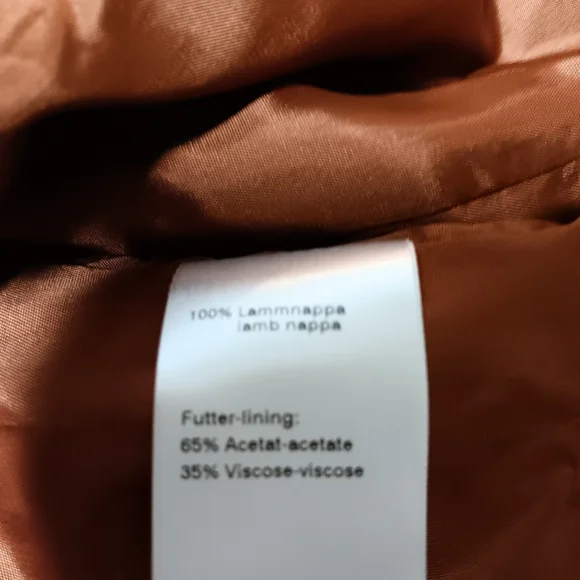 100% Lammnappa
lamb nappa
Futter-lining:
65% Acetat-acetate
35% Viscose-viscose